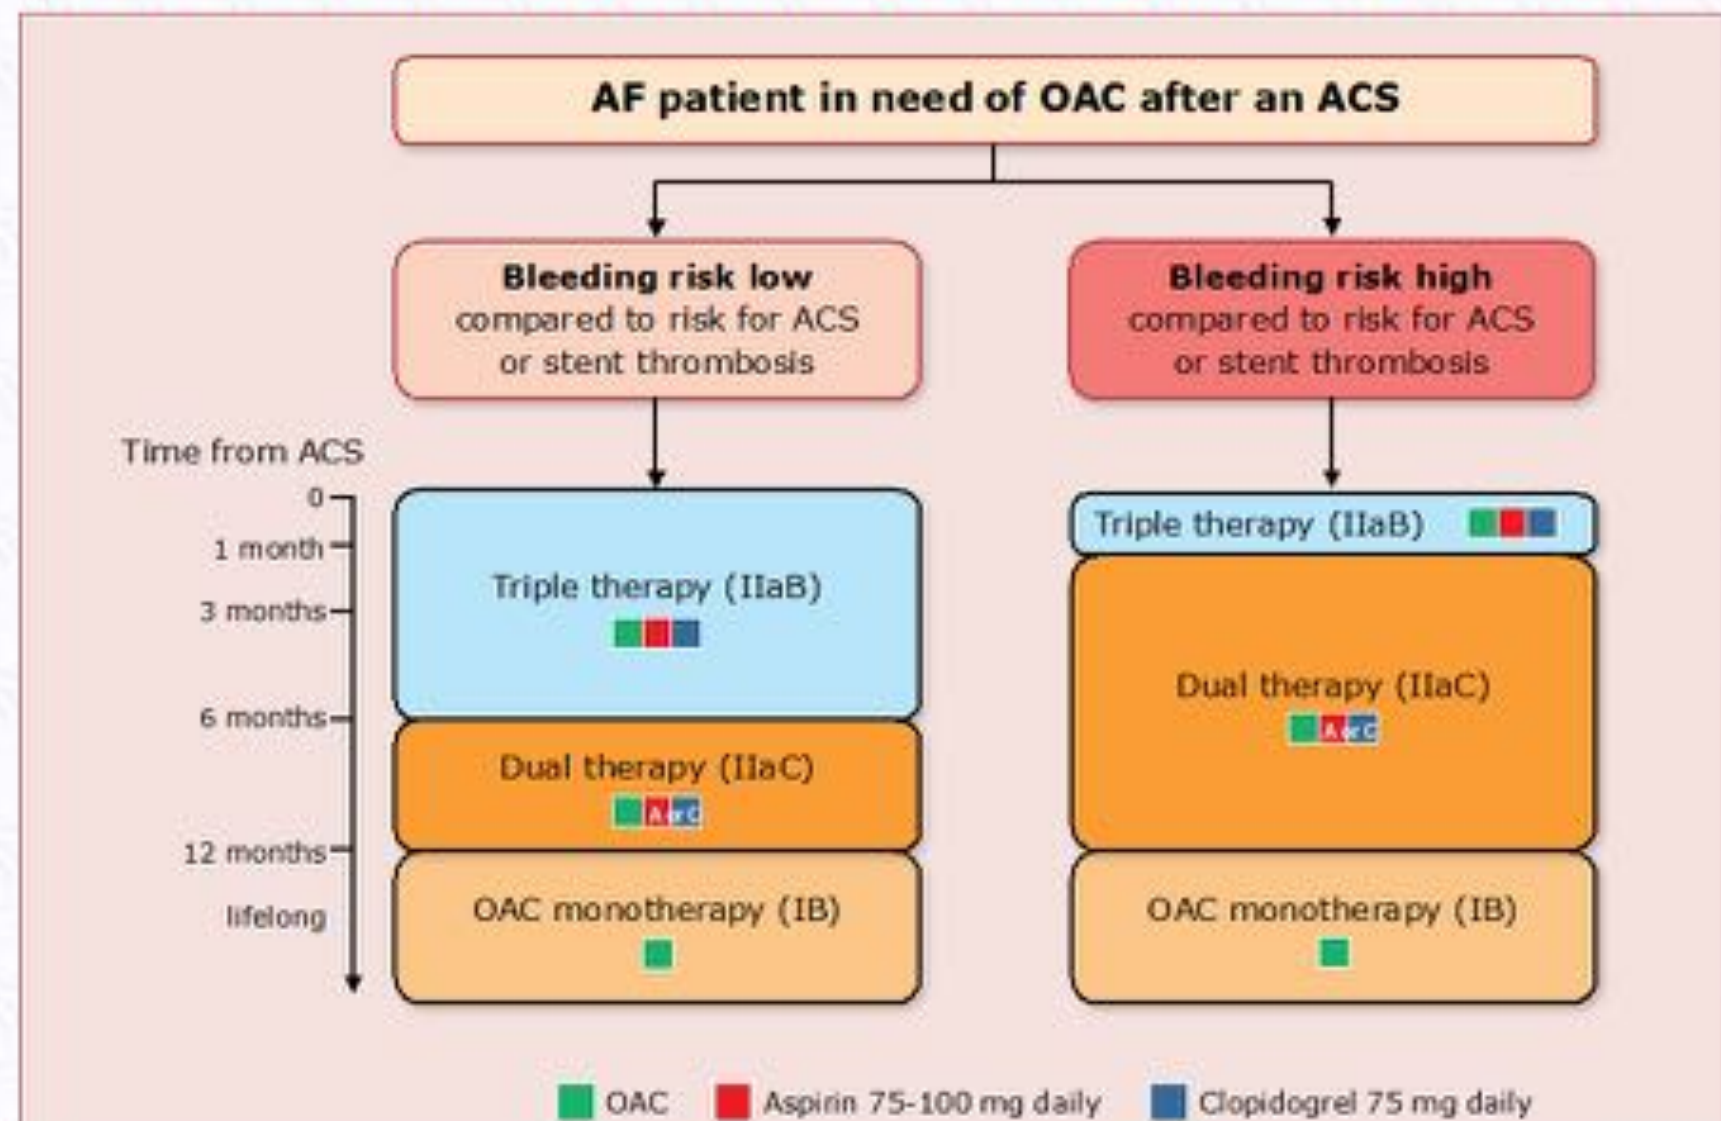 AF patient in need of OAC after an ACS
Bleeding risk low
compared to risk for ACS
or stent thrombosis
Bleeding risk high
compared to risk for ACS
or stent thrombosis
Time from ACS
0
1 month
3 months
6 months
12 months
lifelong
Triple therapy (IIaB)
Dual therapy (IIaC)
A or C
OAC monotherapy (IB)
Triple therapy (IIaB)
Dual therapy (IIaC)
A or C
OAC monotherapy (IB)
OAC
Aspirin 75-100 mg daily
Clopidogrel 75 mg daily